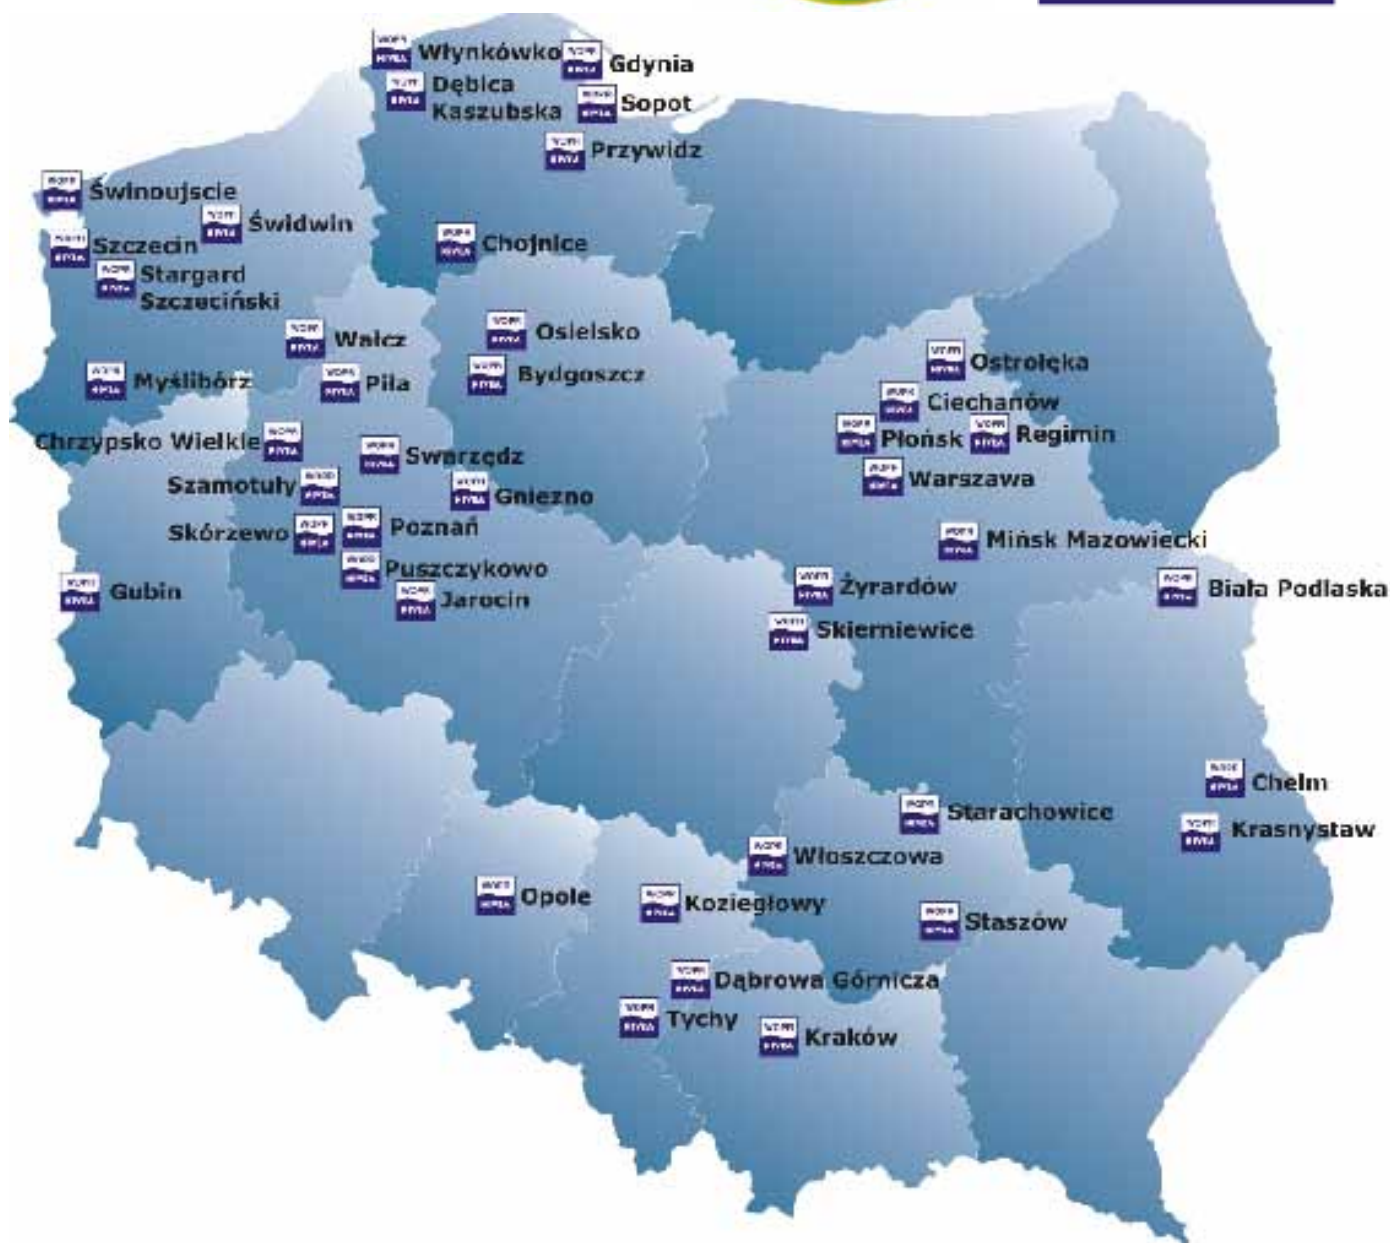 Włynkówko
Gdynia
Dębica
Kaszubska
Sopot
Przywidz
Świnoujscie
Świdwin
Szczecin
Chojnice
Stargard
Szczeciński
Osielsko
Wałcz
Ostrołęka
Bydgoszcz
Myślibórz
Piła
Ciechanów
Chrzypsko Wielkie
Płońsk
Regimin
Swarzędz
Szamotuły
Gniezno
Warszawa
Skórzewo
Poznań
Mińsk Mazowiecki
Puszczykowo
Gubin
Jarocin
Żyrardów
Biała Podlaska
Skierniewice
Chełm
Starachowice
Krasnystaw
Włoszczowa
Opole
Koziegłowy
Staszów
Dąbrowa Górnicza
Tychy
Kraków
WOPR
NIVEA